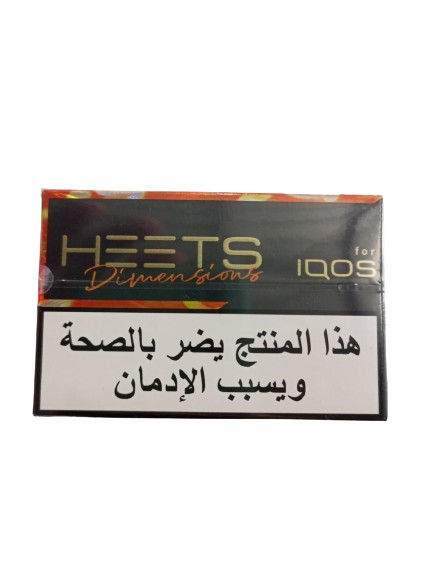 HEETS
Dimensions
for
IQOS
هذا المنتج يضر بالصحة
ويسبب الإدمان